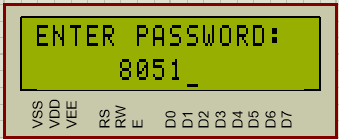 ENTER PASSWORD:
8051_
VSS VDD VEE RS RW E D0 D1 D2 D3 D4 D5 D6 D7